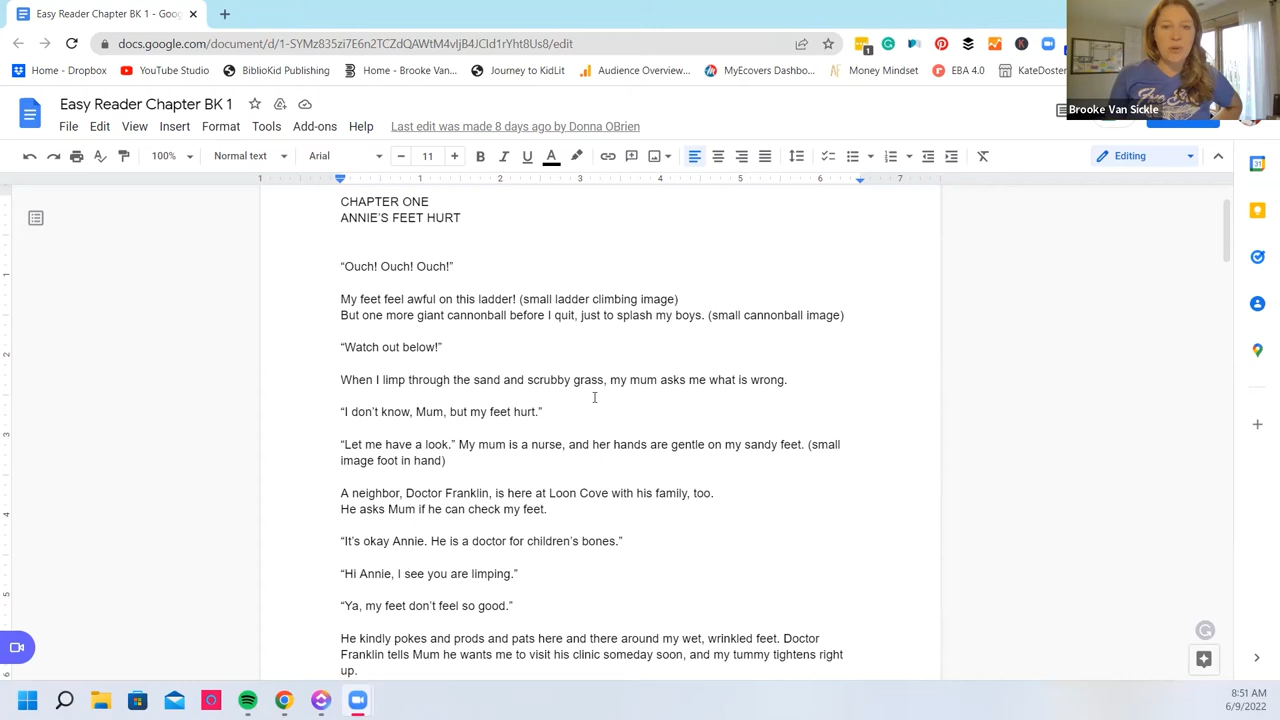 Easy Reader Chapter BK 1 - Goog
docs.google.com/document/d/1-SYMz835zi7E6n2TCZdQAWtM4vIjB4JCld1rYht8Us8/edit
Home - Dropbox
YouTube Studio
BiblioKid Publishing
Home - Brooke Van...
Journey to KidLit
Audience Overview...
MyEcovers Dashbo...
Money Mindset
EBA 4.0
KateDoster
Brooke Van Sickle
Easy Reader Chapter BK 1
File Edit View Insert Format Tools Add-ons Help Last edit was made 8 days ago by Donna OBrien
100% Normal text Arial 11 Editing
1 1 2 3 4 5 6 7
CHAPTER ONE
ANNIE'S FEET HURT
“Ouch! Ouch! Ouch!”
My feet feel awful on this ladder! (small ladder climbing image)
But one more giant cannonball before I quit, just to splash my boys. (small cannonball image)
“Watch out below!”
When I limp through the sand and scrubby grass, my mum asks me what is wrong.
“I don’t know, Mum, but my feet hurt.”
“Let me have a look.” My mum is a nurse, and her hands are gentle on my sandy feet. (small
image foot in hand)
A neighbor, Doctor Franklin, is here at Loon Cove with his family, too.
He asks Mum if he can check my feet.
“It’s okay Annie. He is a doctor for children’s bones.”
“Hi Annie, I see you are limping.”
“Ya, my feet don’t feel so good.”
He kindly pokes and prods and pats here and there around my wet, wrinkled feet. Doctor
Franklin tells Mum he wants me to visit his clinic someday soon, and my tummy tightens right
up.
8:51 AM
6/9/2022